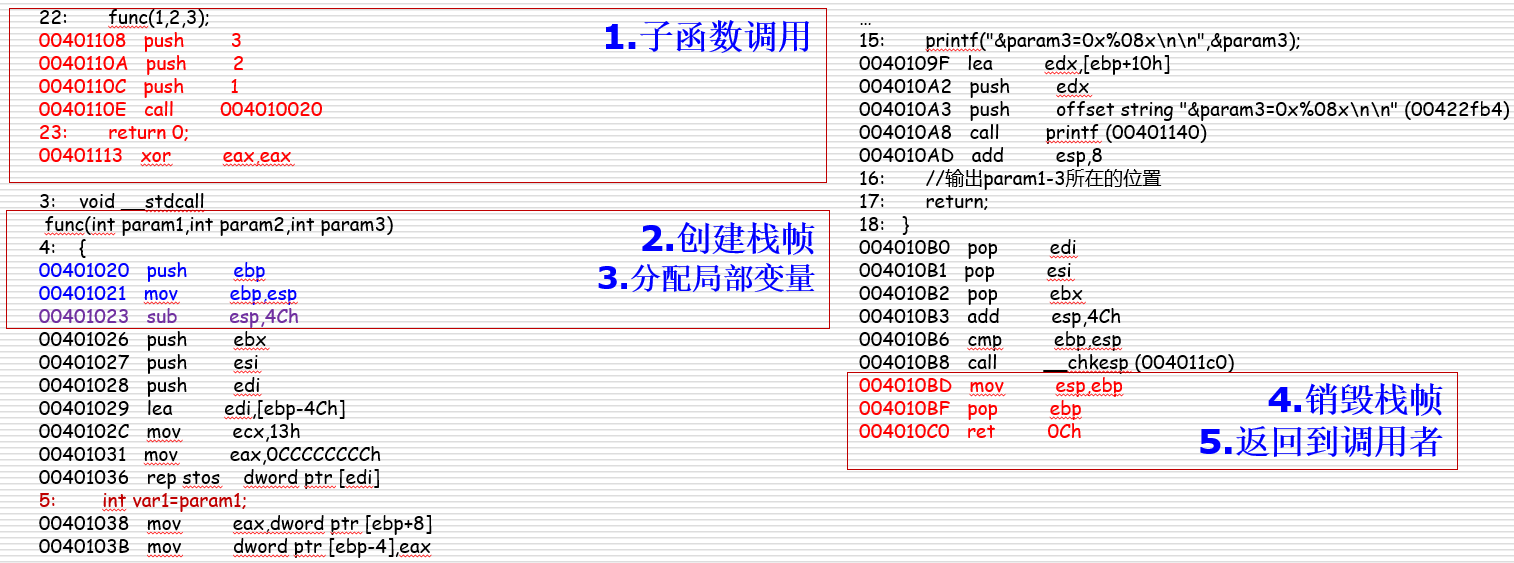 22: func(1,2,3);
00401108 push 3
0040110A push 2
0040110C push 1
0040110E call 004010020
23: return 0;
00401113 xor eax,eax
1.子函数调用
3: void __stdcall
func(int param1,int param2,int param3)
4: {
00401020 push ebp
00401021 mov ebp,esp
00401023 sub esp,4Ch
2.创建栈帧
3.分配局部变量
00401026 push ebx
00401027 push esi
00401028 push edi
00401029 lea edi,[ebp-4Ch]
0040102C mov ecx,13h
00401031 mov eax,0CCCCCCCCh
00401036 rep stos dword ptr [edi]
5: int var1=param1;
00401038 mov eax,dword ptr [ebp+8]
0040103B mov dword ptr [ebp-4],eax
…
15: printf("&param3=0x%08x\n\n",&param3);
0040109F lea edx,[ebp+10h]
004010A2 push edx
004010A3 push offset string "&param3=0x%08x\n\n" (00422fb4)
004010A8 call printf (00401140)
004010AD add esp,8
16: //输出param1-3所在的位置
17: return;
18: }
004010B0 pop edi
004010B1 pop esi
004010B2 pop ebx
004010B3 add esp,4Ch
004010B6 cmp ebp,esp
004010B8 call __chkesp (004011c0)
004010BD mov esp,ebp
004010BF pop ebp
004010C0 ret 0Ch
4.销毁栈帧
5.返回到调用者